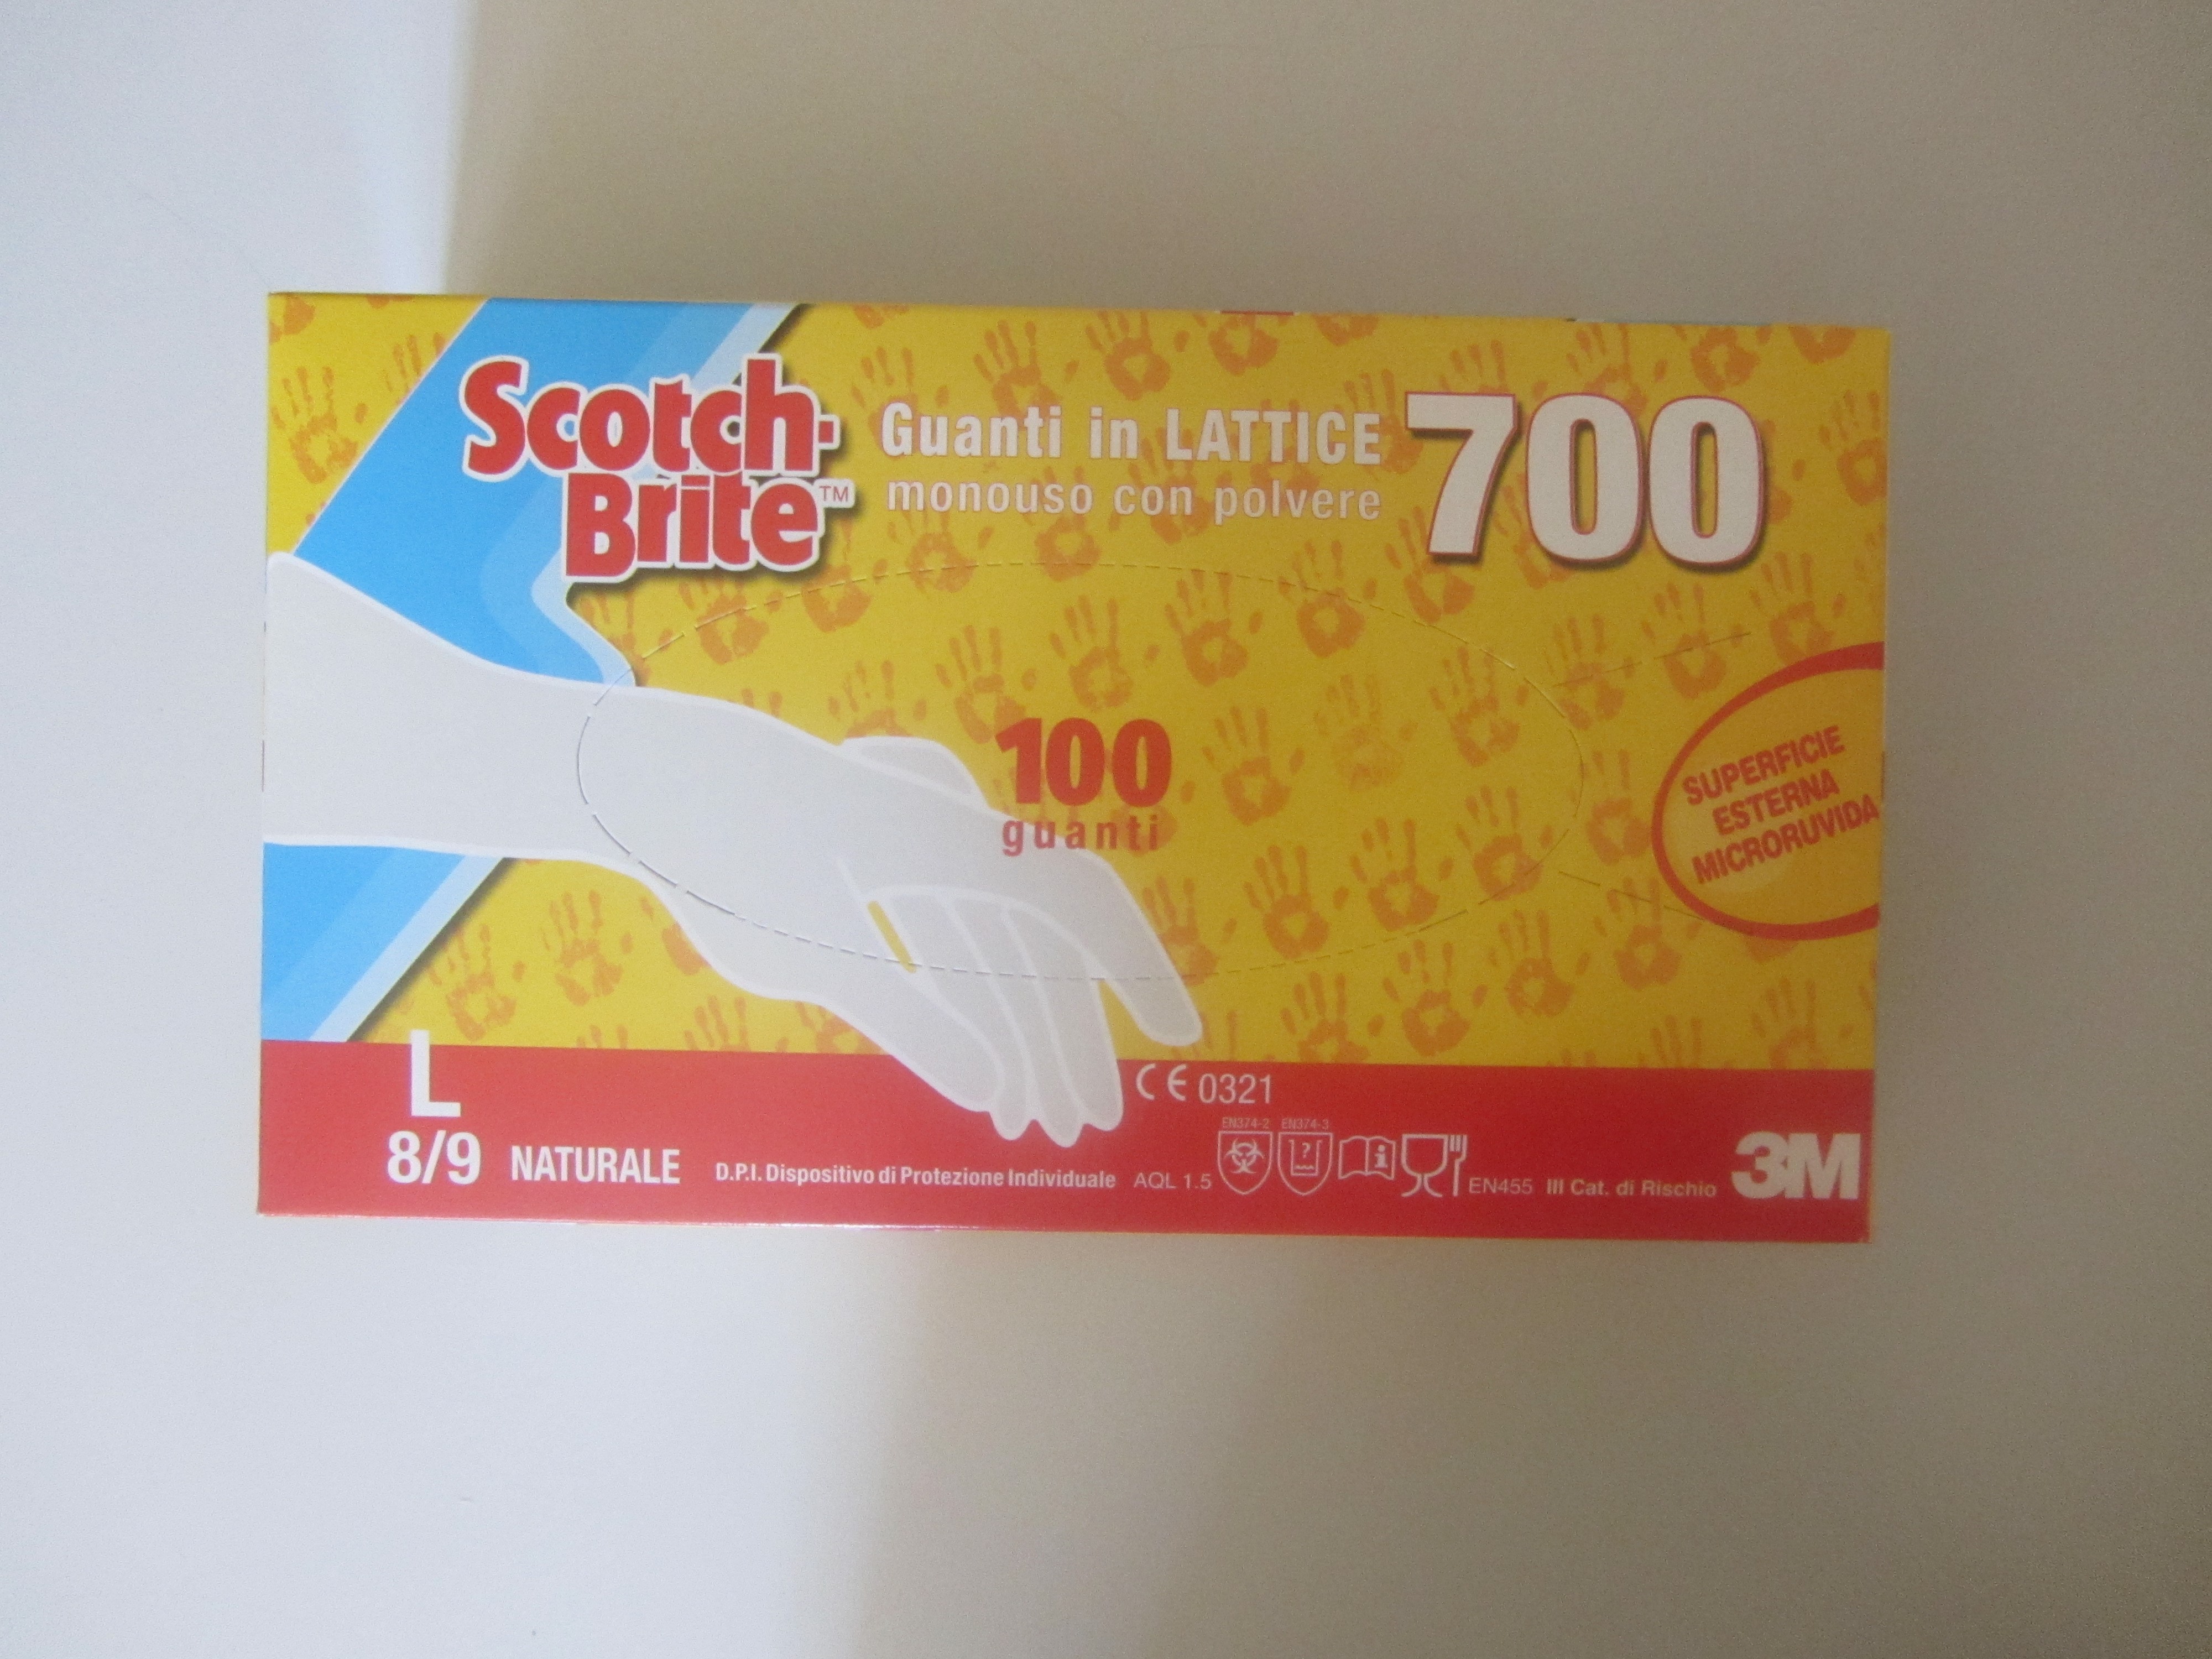 Scotch-
Brite™
Guanti in LATTICE
monouso con polvere
700
100
guanti
SUPERFICIE
ESTERNA
MICRORUVIDA
L
8/9 NATURALE
D.P.I. Dispositivo di Protezione Individuale
CE 0321
EN374-2 EN374-3
AQL 1.5
?
i
EN455 III Cat. di Rischio
3M